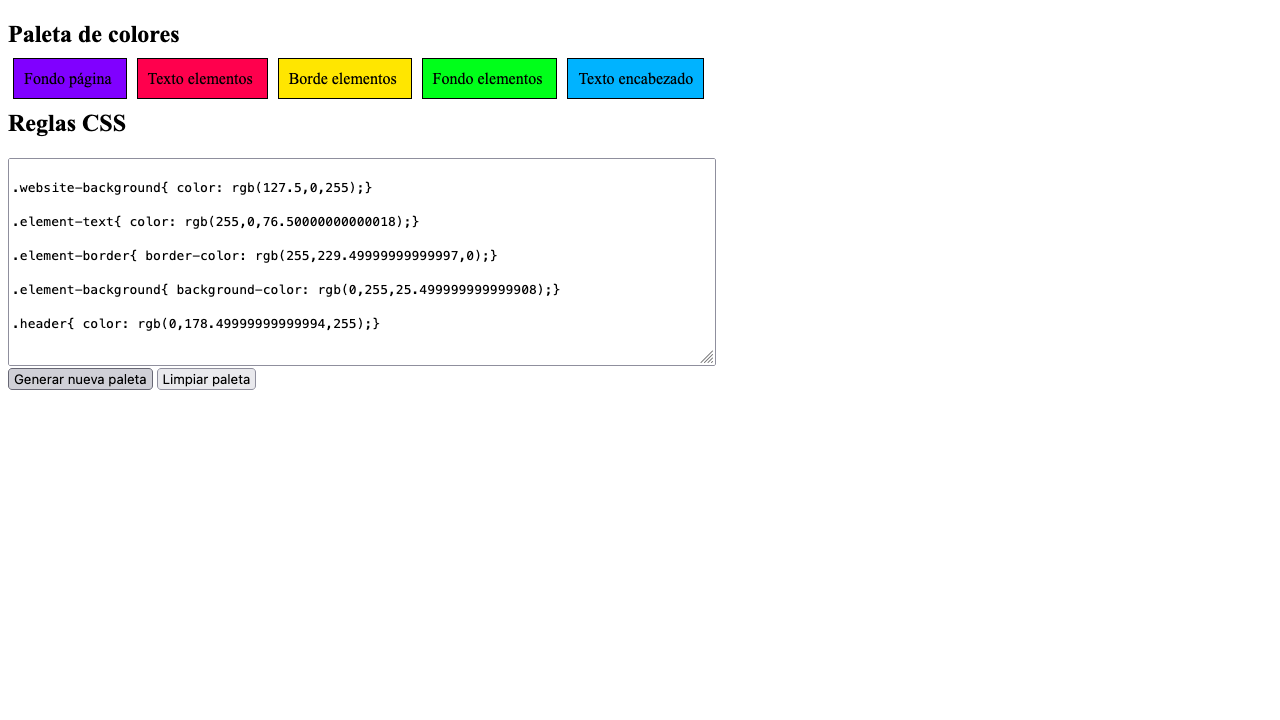 Paleta de colores
Fondo página Texto elementos Borde elementos Fondo elementos Texto encabezado
Reglas CSS
.website-background{ color: rgb(127.5,0,255);}
.element-text{ color: rgb(255,0,76.50000000000018);}
.element-border{ border-color: rgb(255,229.49999999999997,0);}
.element-background{ background-color: rgb(0,255,25.499999999999908);}
.header{ color: rgb(0,178.49999999999994,255);}
Generar nueva paleta Limpiar paleta